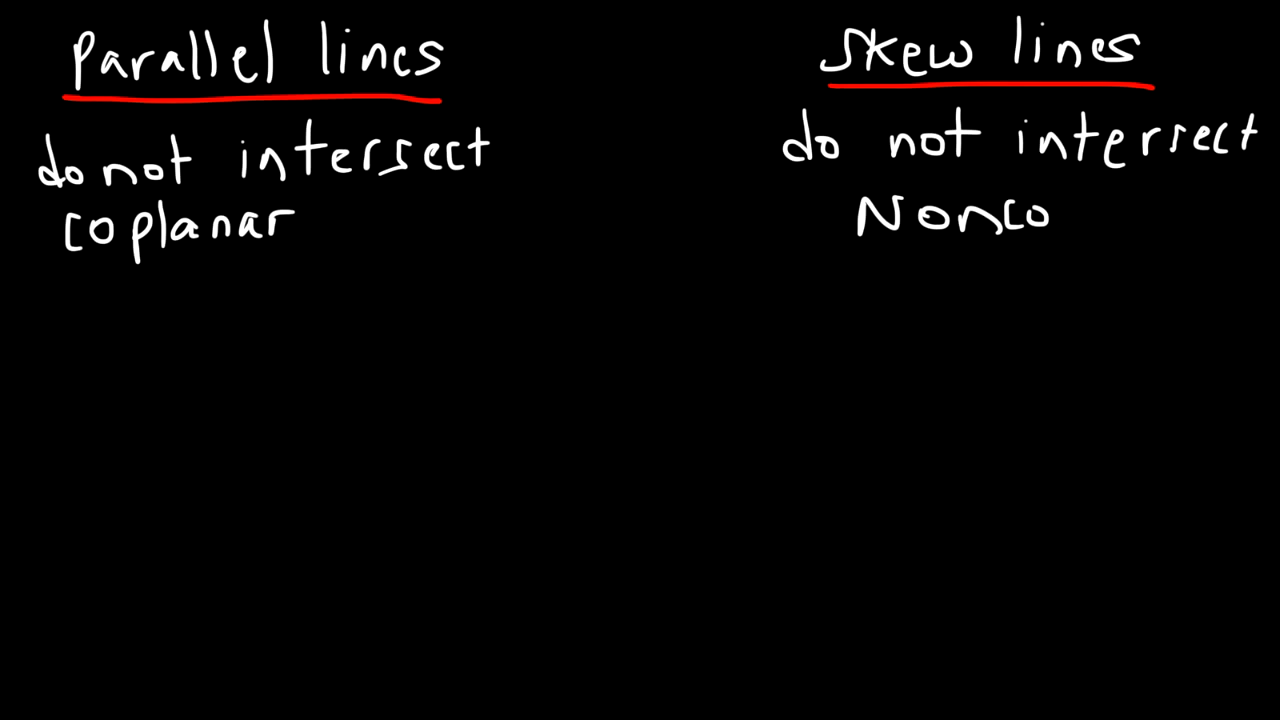 Parallel lines
do not intersect
coplanar
Skew lines
do not intersect
Nonco